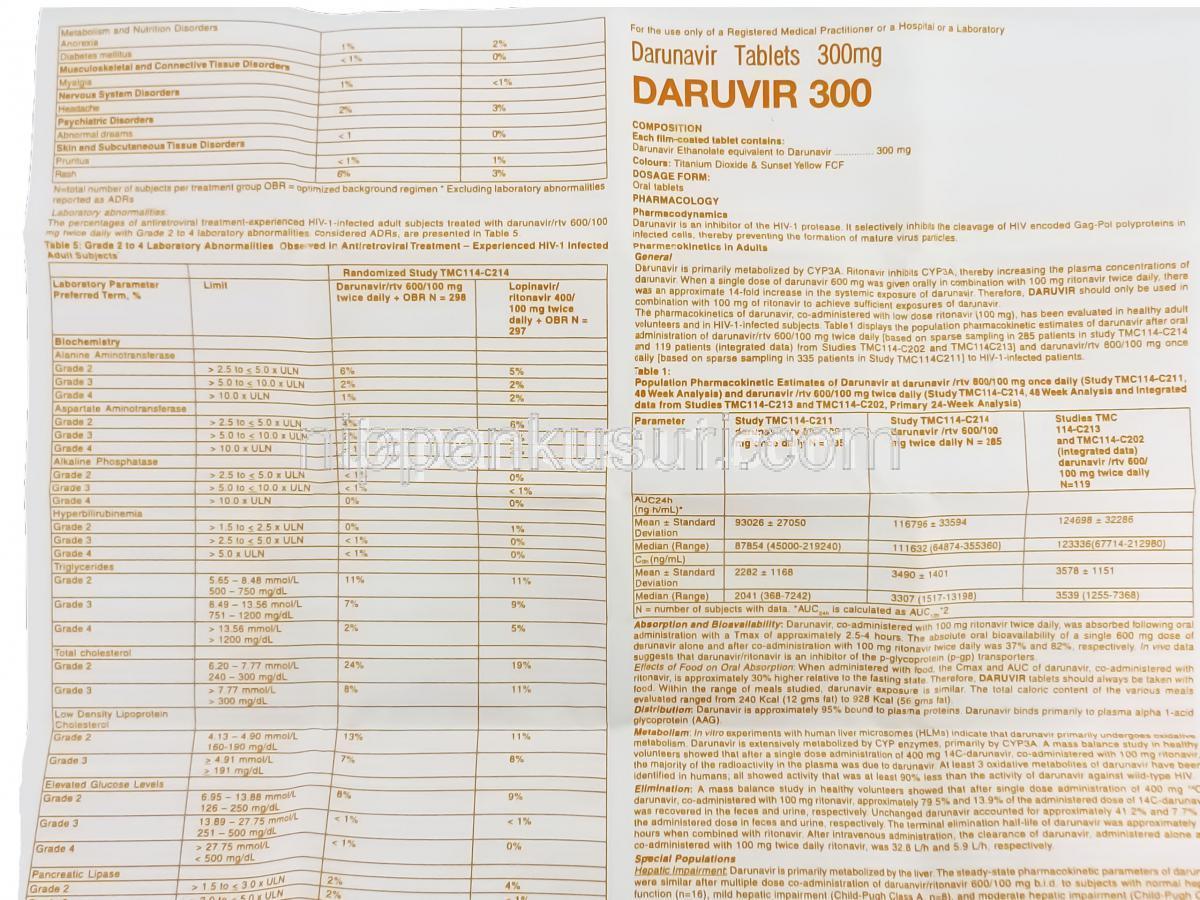 Metabolism and Nutrition Disorders
Anorexia 1% 2%
Diabetes mellitus < 1% 0%
Musculoskeletal and Connective Tissue Disorders
Myalgia 1% <1%
Nervous System Disorders
Headache 2% 3%
Psychiatric Disorders
Abnormal dreams < 1 0%
Skin and Subcutaneous Tissue Disorders
Pruritus < 1% 1%
Rash 6% 3%
N=total number of subjects per treatment group OBR = optimized background regimen * Excluding laboratory abnormalities
reported as ADRs
Laboratory abnormalities
The percentages of antiretroviral treatment-experienced HIV-1-infected adult subjects treated with darunavir/rtv 600/100
mg twice daily with Grade 2 to 4 laboratory abnormalities. considered ADRs, are presented in Table 5.
Table 5: Grade 2 to 4 Laboratory Abnormalities Observed in Antiretroviral Treatment – Experienced HIV-1 Infected
Adult Subjects
Randomized Study TMC114-C214
Laboratory Parameter Limit Darunavir/rtv 600/100 mg Lopinavir/
Preferred Term, % twice daily + OBR N = 298 ritonavir 400/
100 mg twice
daily + OBR N =
297
Biochemistry
Alanine Aminotransferase
Grade 2 > 2.5 to ≤ 5.0 x ULN 6% 5%
Grade 3 > 5.0 to ≤ 10.0 x ULN 2% 2%
Grade 4 > 10.0 x ULN 1% 2%
Aspartate Aminotransferase
Grade 2 > 2.5 to ≤ 5.0 x ULN 6%
Grade 3 > 5.0 to ≤ 10.0 x ULN
Grade 4 > 10.0 x ULN
Alkaline Phosphatase
Grade 2 > 2.5 to ≤ 5.0 x ULN < 1% 0%
Grade 3 > 5.0 to ≤ 10.0 x ULN < 1% < 1%
Grade 4 > 10.0 x ULN 0% 0%
Hyperbilirubinemia
Grade 2 > 1.5 to ≤ 2.5 x ULN 0% 1%
Grade 3 > 2.5 to ≤ 5.0 x ULN < 1% 0%
Grade 4 > 5.0 x ULN < 1% 0%
Triglycerides
Grade 2 5.65 – 8.48 mmol/L 11% 11%
500 – 750 mg/dL
Grade 3 8.49 – 13.56 mmol/L 7% 9%
751 – 1200 mg/dL
Grade 4 > 13.56 mmol/L 2% 5%
> 1200 mg/dL
Total cholesterol
Grade 2 6.20 – 7.77 mmol/L 24% 19%
240 – 300 mg/dL
Grade 3 > 7.77 mmol/L 8% 11%
> 300 mg/dL
Low Density Lipoprotein
Cholesterol
Grade 2 4.13 – 4.90 mmol/L 13% 11%
160-190 mg/dL
Grade 3 ≥ 4.91 mmol/L 7% 8%
≥ 191 mg/dL
Elevated Glucose Levels
Grade 2 6.95 – 13.88 mmol/L 8% 9%
126 – 250 mg/dL
Grade 3 13.89 – 27.75 mmol/L < 1% < 1%
251 – 500 mg/dL
Grade 4 > 27.75 mmol/L < 1% 0%
< 500 mg/dL
Pancreatic Lipase
Grade 2 > 1.5 to ≤ 3.0 x ULN 2% 4%
2% < 1%
For the use only of a Registered Medical Practitioner or a Hospital or a Laboratory
Darunavir Tablets 300mg
DARUVIR 300
COMPOSITION
Each film-coated tablet contains:
Darunavir Ethanolate equivalent to Darunavir .............. 300 mg
Colours: Titanium Dioxide & Sunset Yellow FCF
DOSAGE FORM:
Oral tablets
PHARMACOLOGY
Pharmacodynamics
Darunavir is an inhibitor of the HIV-1 protease. It selectively inhibits the cleavage of HIV encoded Gag-Pol polyproteins in
infected cells, thereby preventing the formation of mature virus particles.
Pharmacokinetics in Adults
General
Darunavir is primarily metabolized by CYP3A. Ritonavir inhibits CYP3A, thereby increasing the plasma concentrations of
darunavir. When a single dose of darunavir 600 mg was given orally in combination with 100 mg ritonavir twice daily, there
was an approximate 14-fold increase in the systemic exposure of darunavir. Therefore, DARUVIR should only be used in
combination with 100 mg of ritonavir to achieve sufficient exposures of darunavir.
The pharmacokinetics of darunavir, co-administered with low dose ritonavir (100 mg), has been evaluated in healthy adult
volunteers and in HIV-1-infected subjects. Table1 displays the population pharmacokinetic estimates of darunavir after oral
administration of darunavir/rtv 600/100 mg twice daily [based on sparse sampling in 285 patients in study TMC114-C214
and 119 patients (integrated data) from Studies TMC114-C202 and TMC114C213] and darunavir/rtv 800/100 mg once
daily [based on sparse sampling in 335 patients in Study TMC114C211] to HIV-1-infected patients.
Table 1:
Population Pharmacokinetic Estimates of Darunavir at darunavir /rtv 800/100 mg once daily (Study TMC114-C211,
48 Week Analysis) and darunavir /rtv 600/100 mg twice daily (Study TMC114-C214, 48 Week Analysis and Integrated
data from Studies TMC114-C213 and TMC114-C202, Primary 24-Week Analysis)
Parameter Study TMC114-C211 Study TMC114-C214 Studies TMC
darunavir /rtv 800/100 darunavir /rtv 600/100 114-C213
mg once daily N = 335 mg twice daily N = 285 and TMC114-C202
(integrated data)
darunavir /rtv 600/
100 mg twice daily
N=119
AUC24h
(ng h/mL)*
Mean ± Standard 93026 ± 27050 116796 ± 33594 124698 ± 32286
Deviation
Median (Range) 87854 (45000-219240) 111632 (64874-355360) 123336(67714-212980)
C0h (ng/mL)
Mean ± Standard 2282 ± 1168 3490 ± 1401 3578 ± 1151
Deviation
Median (Range) 2041 (368-7242) 3307 (1517-13198) 3539 (1255-7368)
N = number of subjects with data. *AUC24h is calculated as AUC12h*2
Absorption and Bioavailability: Darunavir, co-administered with 100 mg ritonavir twice daily, was absorbed following oral
administration with a Tmax of approximately 2.5-4 hours. The absolute oral bioavailability of a single 600 mg dose of
darunavir alone and after co-administration with 100 mg ritonavir twice daily was 37% and 82%, respectively. In vivo data
suggests that darunavir/ritonavir is an inhibitor of the p-glycoprotein (p-gp) transporters.
Effects of Food on Oral Absorption: When administered with food, the Cmax and AUC of darunavir, co-administered with
ritonavir, is approximately 30% higher relative to the fasting state. Therefore, DARUVIR tablets should always be taken with
food. Within the range of meals studied, darunavir exposure is similar. The total caloric content of the various meals
evaluated ranged from 240 Kcal (12 gms fat) to 928 Kcal (56 gms fat).
Distribution: Darunavir is approximately 95% bound to plasma proteins. Darunavir binds primarily to plasma alpha 1-acid
glycoprotein (AAG).
Metabolism: In vitro experiments with human liver microsomes (HLMs) indicate that darunavir primarily undergoes oxidative
metabolism. Darunavir is extensively metabolized by CYP enzymes, primarily by CYP3A. A mass balance study in healthy
volunteers showed that after a single dose administration of 400 mg 14C-darunavir, co-administered with 100 mg ritonavir,
the majority of the radioactivity in the plasma was due to darunavir. At least 3 oxidative metabolites of darunavir have been
identified in humans; all showed activity that was at least 90% less than the activity of darunavir against wild-type HIV.
Elimination: A mass balance study in healthy volunteers showed that after single dose administration of 400 mg 14C
darunavir, co-administered with 100 mg ritonavir, approximately 79.5% and 13.9% of the administered dose of 14C-daruna
was recovered in the feces and urine, respectively. Unchanged darunavir accounted for approximately 41.2% and 7.7%
the administered dose in feces and urine, respectively. The terminal elimination half-life of darunavir was approximately
hours when combined with ritonavir. After intravenous administration, the clearance of darunavir, administered alone a
co-administered with 100 mg twice daily ritonavir, was 32.8 L/h and 5.9 L/h, respectively.
Special Populations
Hepatic Impairment: Darunavir is primarily metabolized by the liver. The steady-state pharmacokinetic parameters of darun
were similar after multiple dose co-administration of daruanvir/ritonavir 600/100 mg b.i.d. to subjects with normal hep
function (n=16), mild hepatic impairment (Child-Pugh Class A, n=8), and moderate hepatic impairment (Child-Pugh C
nipponkusuri.com